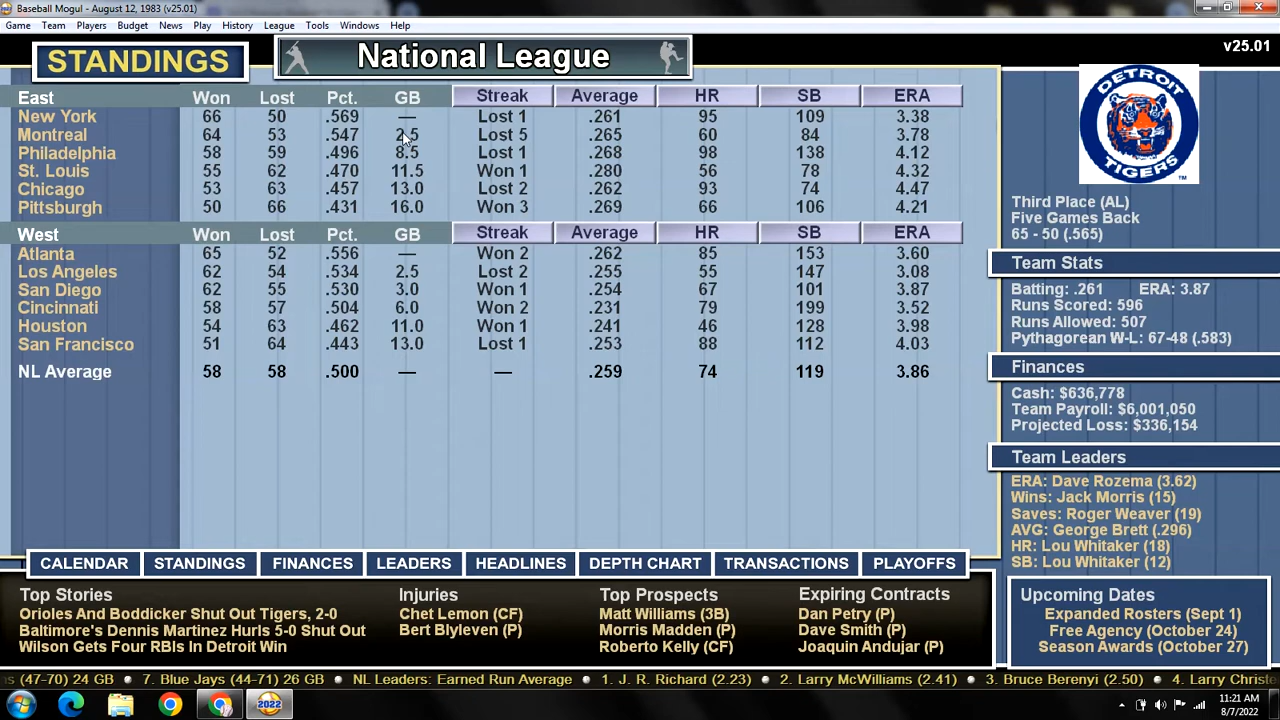 Baseball Mogul - August 12, 1983 (v25.01)
Game Team Players Budget News Play History League Tools Windows Help
STANDINGS National League v25.01
East Won Lost Pct. GB Streak Average HR SB ERA
New York 66 50 .569 — Lost 1 .261 95 109 3.38
Montreal 64 53 .547 2.5 Lost 5 .265 60 84 3.78
Philadelphia 58 59 .496 8.5 Lost 1 .268 98 138 4.12
St. Louis 55 62 .470 11.5 Won 1 .280 56 78 4.32
Chicago 53 63 .457 13.0 Lost 2 .262 93 74 4.47
Pittsburgh 50 66 .431 16.0 Won 3 .269 66 106 4.21
West Won Lost Pct. GB Streak Average HR SB ERA
Atlanta 65 52 .556 — Won 2 .262 85 153 3.60
Los Angeles 62 54 .534 2.5 Lost 2 .255 55 147 3.08
San Diego 62 55 .530 3.0 Won 1 .254 67 101 3.87
Cincinnati 58 57 .504 6.0 Won 2 .231 79 199 3.52
Houston 54 63 .462 11.0 Won 1 .241 46 128 3.98
San Francisco 51 64 .443 13.0 Lost 1 .253 88 112 4.03
NL Average 58 58 .500 — — .259 74 119 3.86
DETROIT
TIGERS
Third Place (AL)
Five Games Back
65 - 50 (.565)
Team Stats
Batting: .261 ERA: 3.87
Runs Scored: 596
Runs Allowed: 507
Pythagorean W-L: 67-48 (.583)
Finances
Cash: $636,778
Team Payroll: $6,001,050
Projected Loss: $336,154
Team Leaders
ERA: Dave Rozema (3.62)
Wins: Jack Morris (15)
Saves: Roger Weaver (19)
AVG: George Brett (.296)
HR: Lou Whitaker (18)
SB: Lou Whitaker (12)
CALENDAR STANDINGS FINANCES LEADERS HEADLINES DEPTH CHART TRANSACTIONS PLAYOFFS
Top Stories
Orioles And Boddicker Shut Out Tigers, 2-0
Baltimore's Dennis Martinez Hurls 5-0 Shut Out
Wilson Gets Four RBIs In Detroit Win
Injuries
Chet Lemon (CF)
Bert Blyleven (P)
Top Prospects
Matt Williams (3B)
Morris Madden (P)
Roberto Kelly (CF)
Expiring Contracts
Dan Petry (P)
Dave Smith (P)
Joaquin Andujar (P)
Upcoming Dates
Expanded Rosters (Sept 1)
Free Agency (October 24)
Season Awards (October 27)
ns (47-70) 24 GB • 7. Blue Jays (44-71) 26 GB • NL Leaders: Earned Run Average • 1. J. R. Richard (2.23) • 2. Larry McWilliams (2.41) • 3. Bruce Berenyi (2.50) • 4. Larry Christe
2022
11:21 AM
8/7/2022